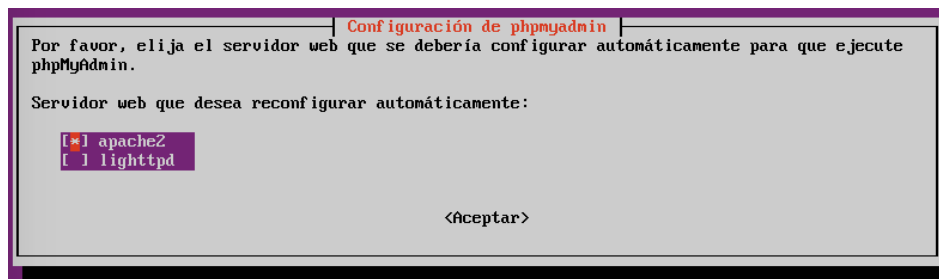 Configuración de phpmyadmin
Por favor, elija el servidor web que se debería configurar automáticamente para que ejecute
phpMyAdmin.
Servidor web que desea reconfigurar automáticamente:
[*] apache2
[ ] lighttpd
<Aceptar>